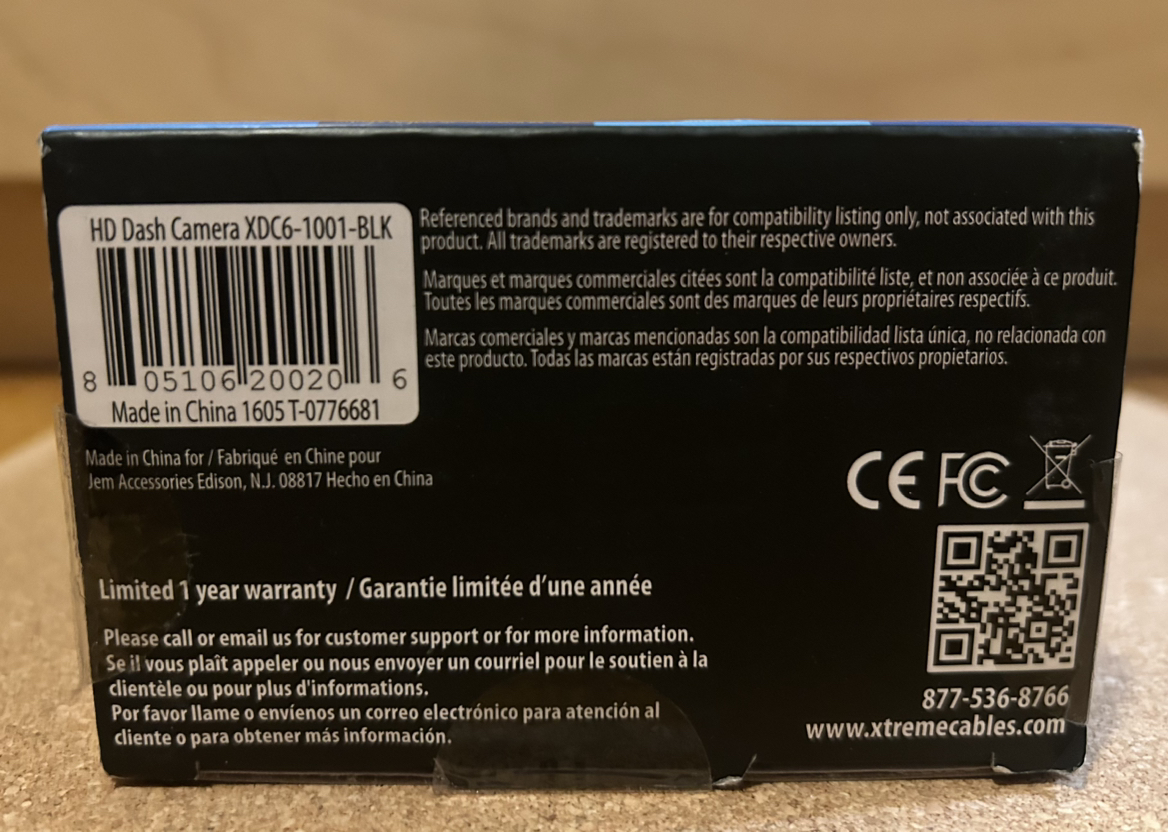 HD Dash Camera XDC6-1001-BLK
8 05106 20020 6
Made in China 1605 T-0776681
Referenced brands and trademarks are for compatibility listing only, not associated with this
product. All trademarks are registered to their respective owners.
Marques et marques commerciales citées sont la compatibilité liste, et non associée à ce produit.
Toutes les marques commerciales sont des marques de leurs propriétaires respectifs.
Marcas comerciales y marcas mencionadas son la compatibilidad lista única, no relacionada con
este producto. Todas las marcas están registradas por sus respectivos propietarios.
Made in China for / Fabriqué en Chine pour
Jem Accessories Edison, N.J. 08817 Hecho en China
CE FC
Limited 1 year warranty / Garantie limitée d'une année
Please call or email us for customer support or for more information.
Se il vous plaît appeler ou nous envoyer un courriel pour le soutien à la
clientèle ou pour plus d'informations.
Por favor llame o envíenos un correo electrónico para atención al
cliente o para obtener más información.
877-536-8766
www.xtremecables.com